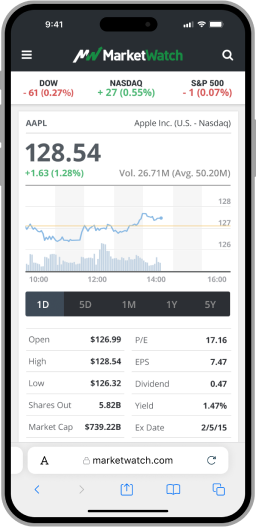 9:41
MarketWatch
DOW NASDAQ S&P 500
- 61 (0.27%) + 27 (0.55%) - 1 (0.07%)
AAPL Apple Inc. (U.S. - Nasdaq)
128.54
+1.63 (1.28%) Vol. 26.71M (Avg. 50.20M)
128
127
126
10:00 12:00 14:00 16:00
1D 5D 1M 1Y 5Y
Open $126.99 P/E 17.16
High $128.54 EPS 7.47
Low $126.32 Dividend 0.47
Shares Out 5.82B Yield 1.47%
Market Cap $739.22B Ex Date 2/5/15
A marketwatch.com